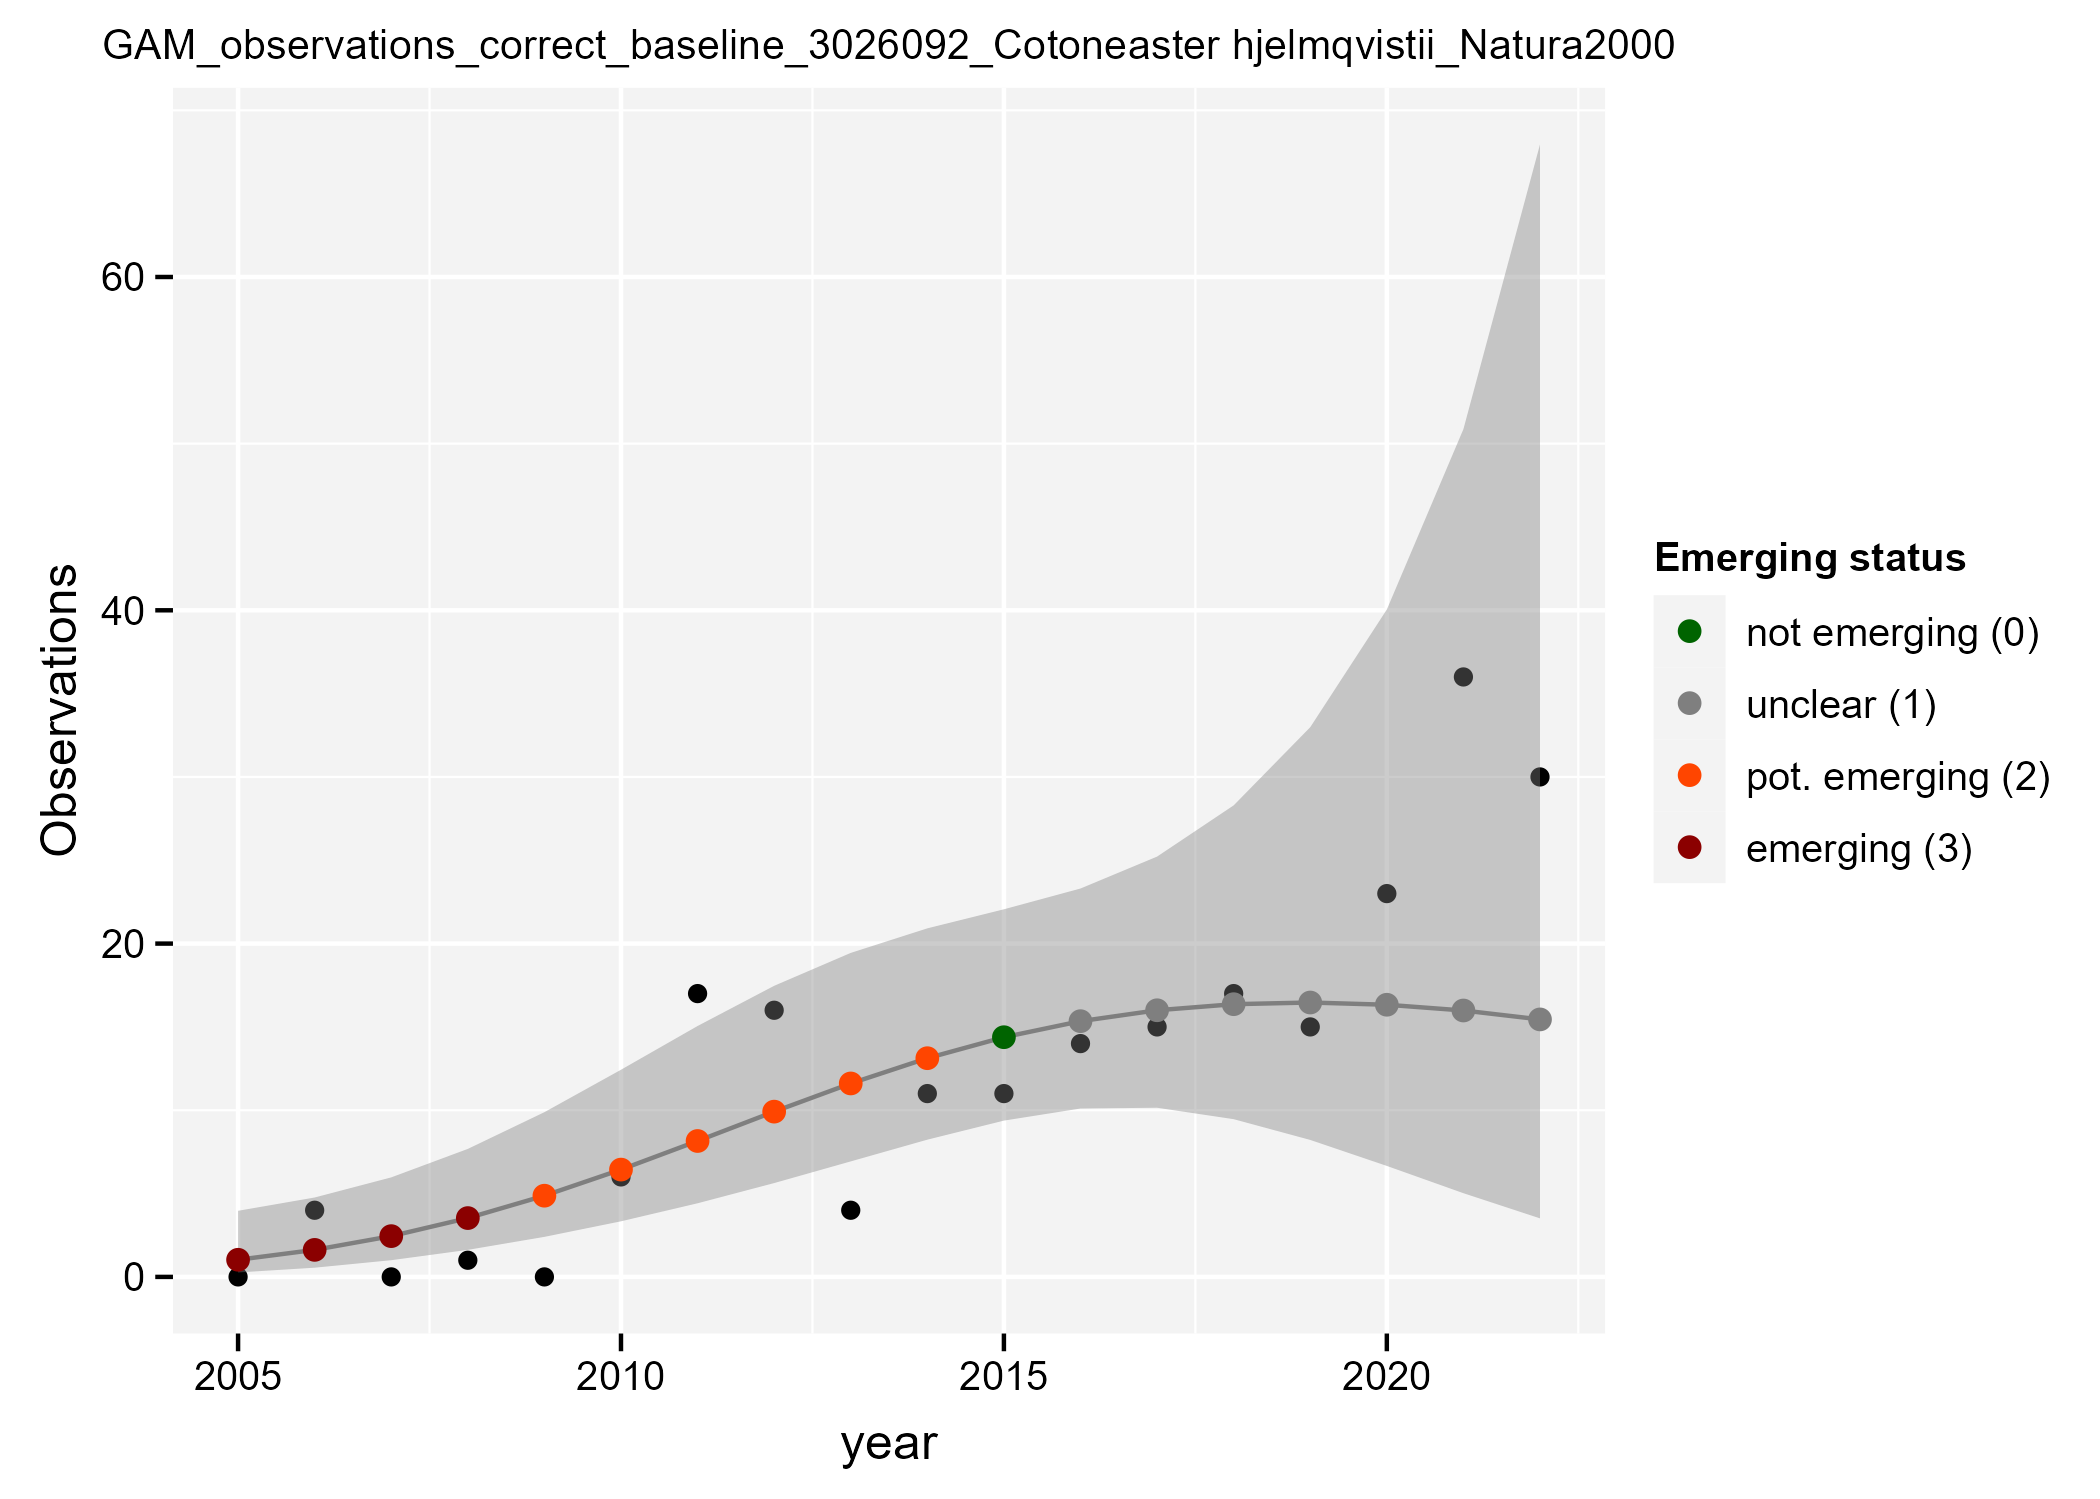 GAM_observations_correct_baseline_3026092_Cotoneaster hjelmqvistii_Natura2000
Observations
60
40
20
0
2005
2010
2015
2020
year
Emerging status
not emerging (0)
unclear (1)
pot. emerging (2)
emerging (3)